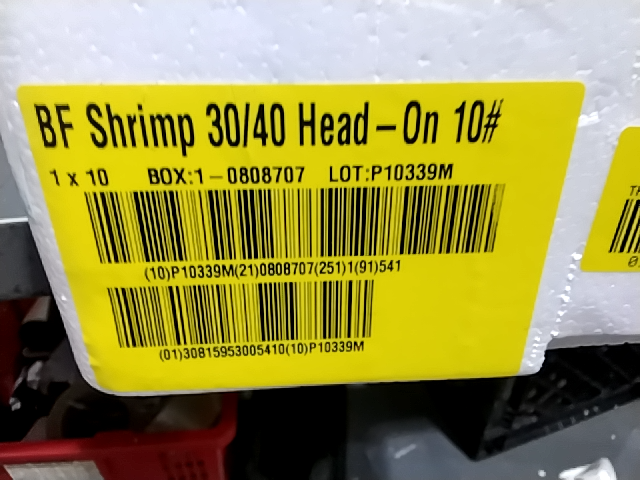 BF Shrimp 30/40 Head-On 10#
1 x 10 BOX:1-0808707 LOT:P10339M
(10)P10339M(21)0808707(251)1(91)541
(01)30815953005410(10)P10339M